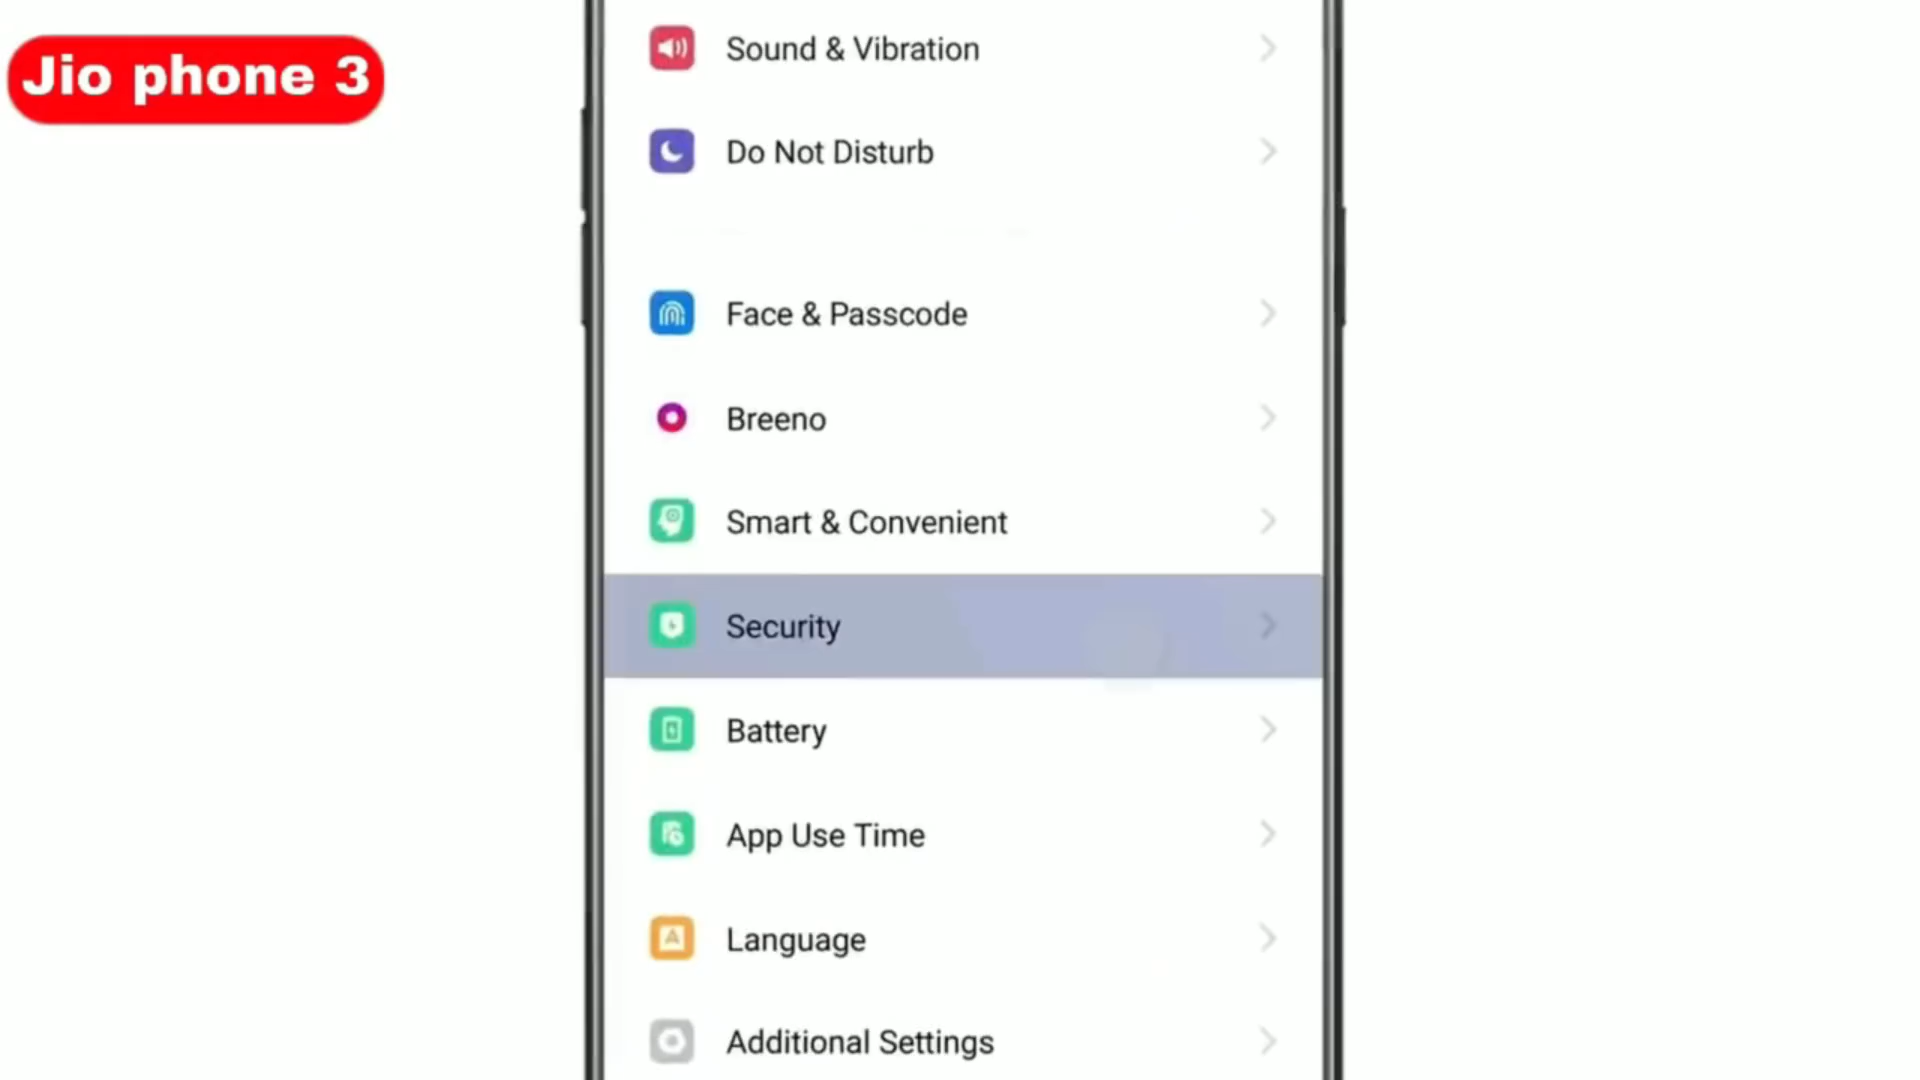 Jio phone 3
Sound & Vibration
Do Not Disturb
Face & Passcode
Breeno
Smart & Convenient
Security
Battery
App Use Time
Language
Additional Settings